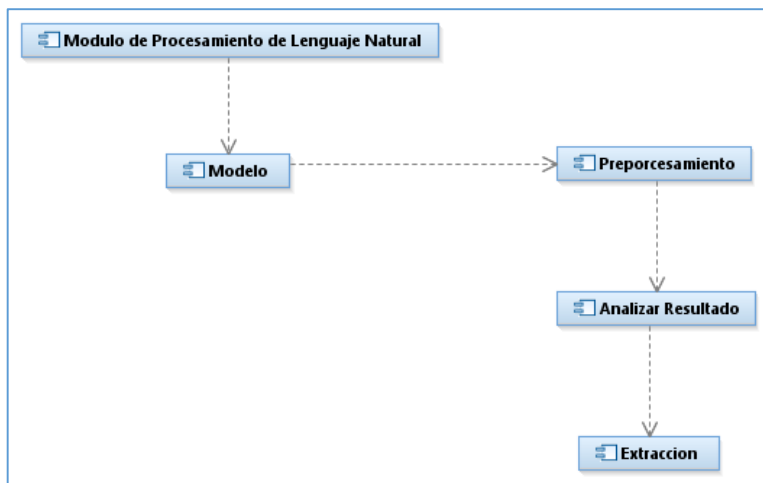 Modulo de Procesamiento de Lenguaje Natural
Modelo
Preporcesamiento
Analizar Resultado
Extraccion